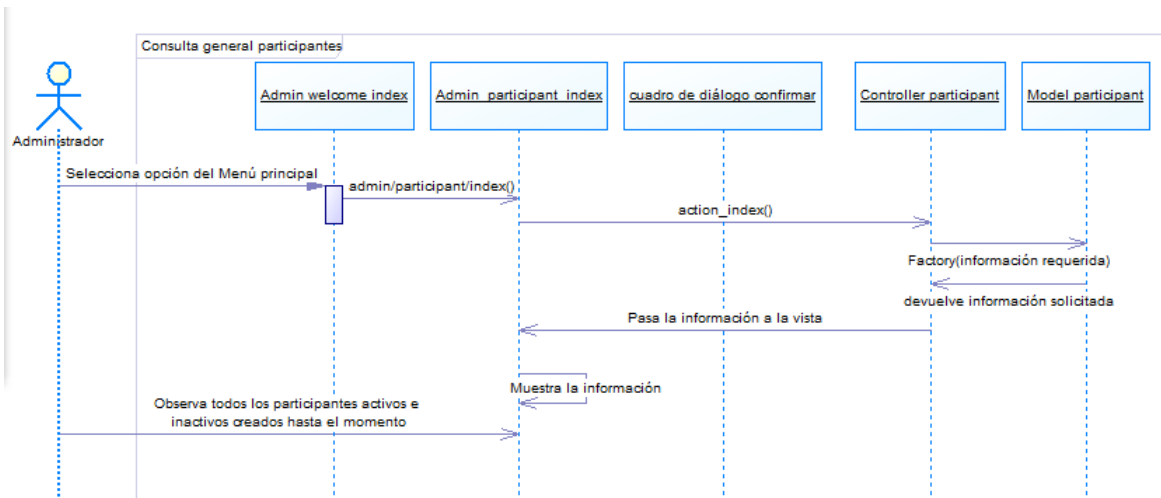 Consulta general participantes
Admin welcome index
Admin_participant_index
cuadro de diálogo confirmar
Controller participant
Model participant
Administrador
Selecciona opción del Menú principal
admin/participant/index()
action_index()
Factory(información requerida)
devuelve información solicitada
Pasa la información a la vista
Muestra la información
Observa todos los participantes activos e
inactivos creados hasta el momento